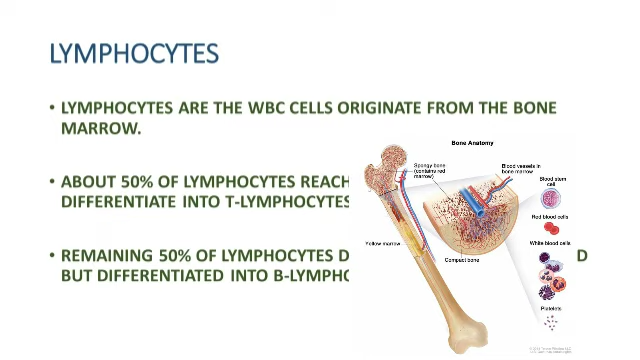 LYMPHOCYTES
• LYMPHOCYTES ARE THE WBC CELLS ORIGINATE FROM THE BONE
MARROW.
• ABOUT 50% OF LYMPHOCYTES REACH
DIFFERENTIATE INTO T-LYMPHOCYTES
• REMAINING 50% OF LYMPHOCYTES D
D
BUT DIFFERENTIATED INTO B-LYMPHO
Bone Anatomy
Spongy bone
(contains red
marrow)
Blood vessels in
bone marrow
Blood stem
cell
Red blood cells
White blood cells
Yellow marrow
Compact bone
Platelets